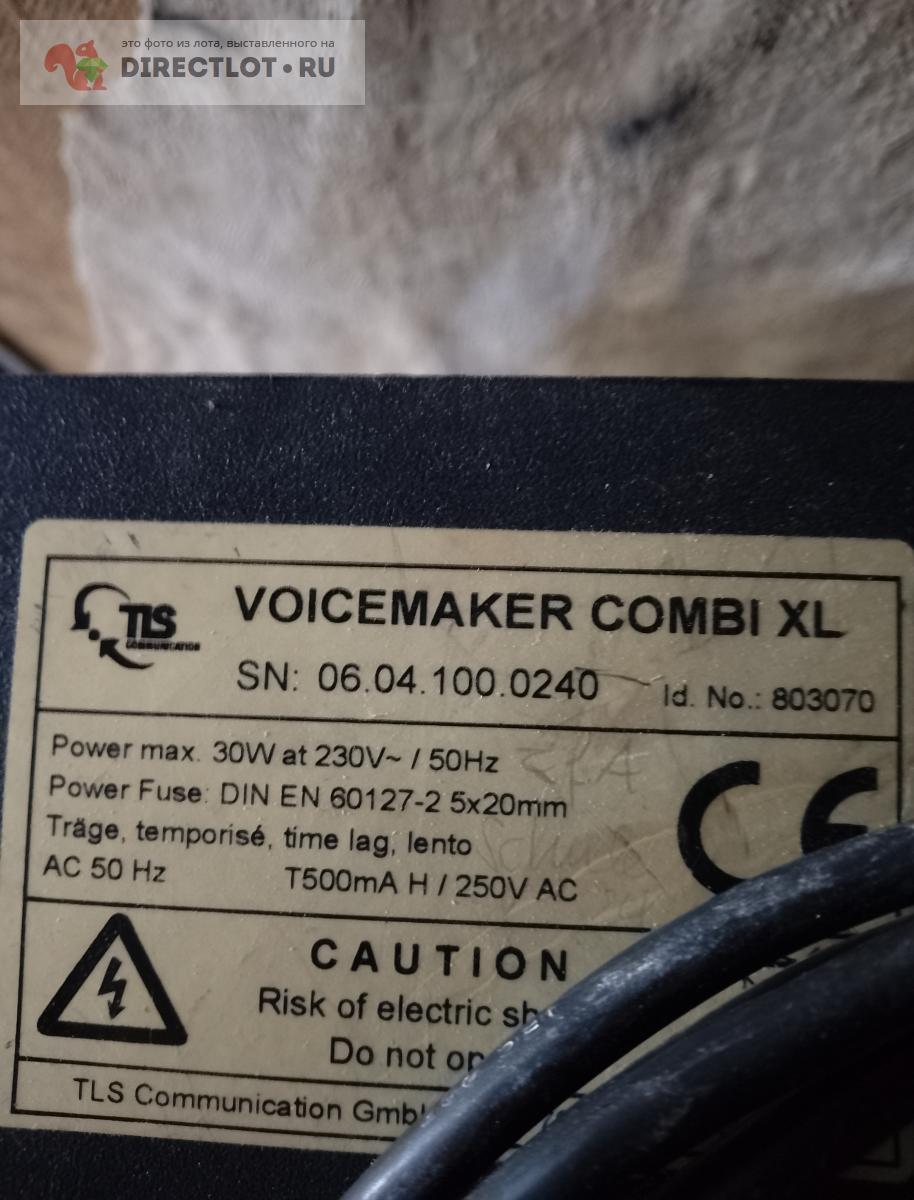 это фото из лота, выставленного на
DIRECTLOT•RU
TLS
COMMUNICATION
VOICEMAKER COMBI XL
SN: 06.04.100.0240 Id. No.: 803070
Power max. 30W at 230V~ / 50Hz
Power Fuse: DIN EN 60127-2 5x20mm
Träge, temporisé, time lag, lento
AC 50 Hz T500mA H / 250V AC
CE
CAUTION
Risk of electric sh
Do not op
TLS Communication Gmb